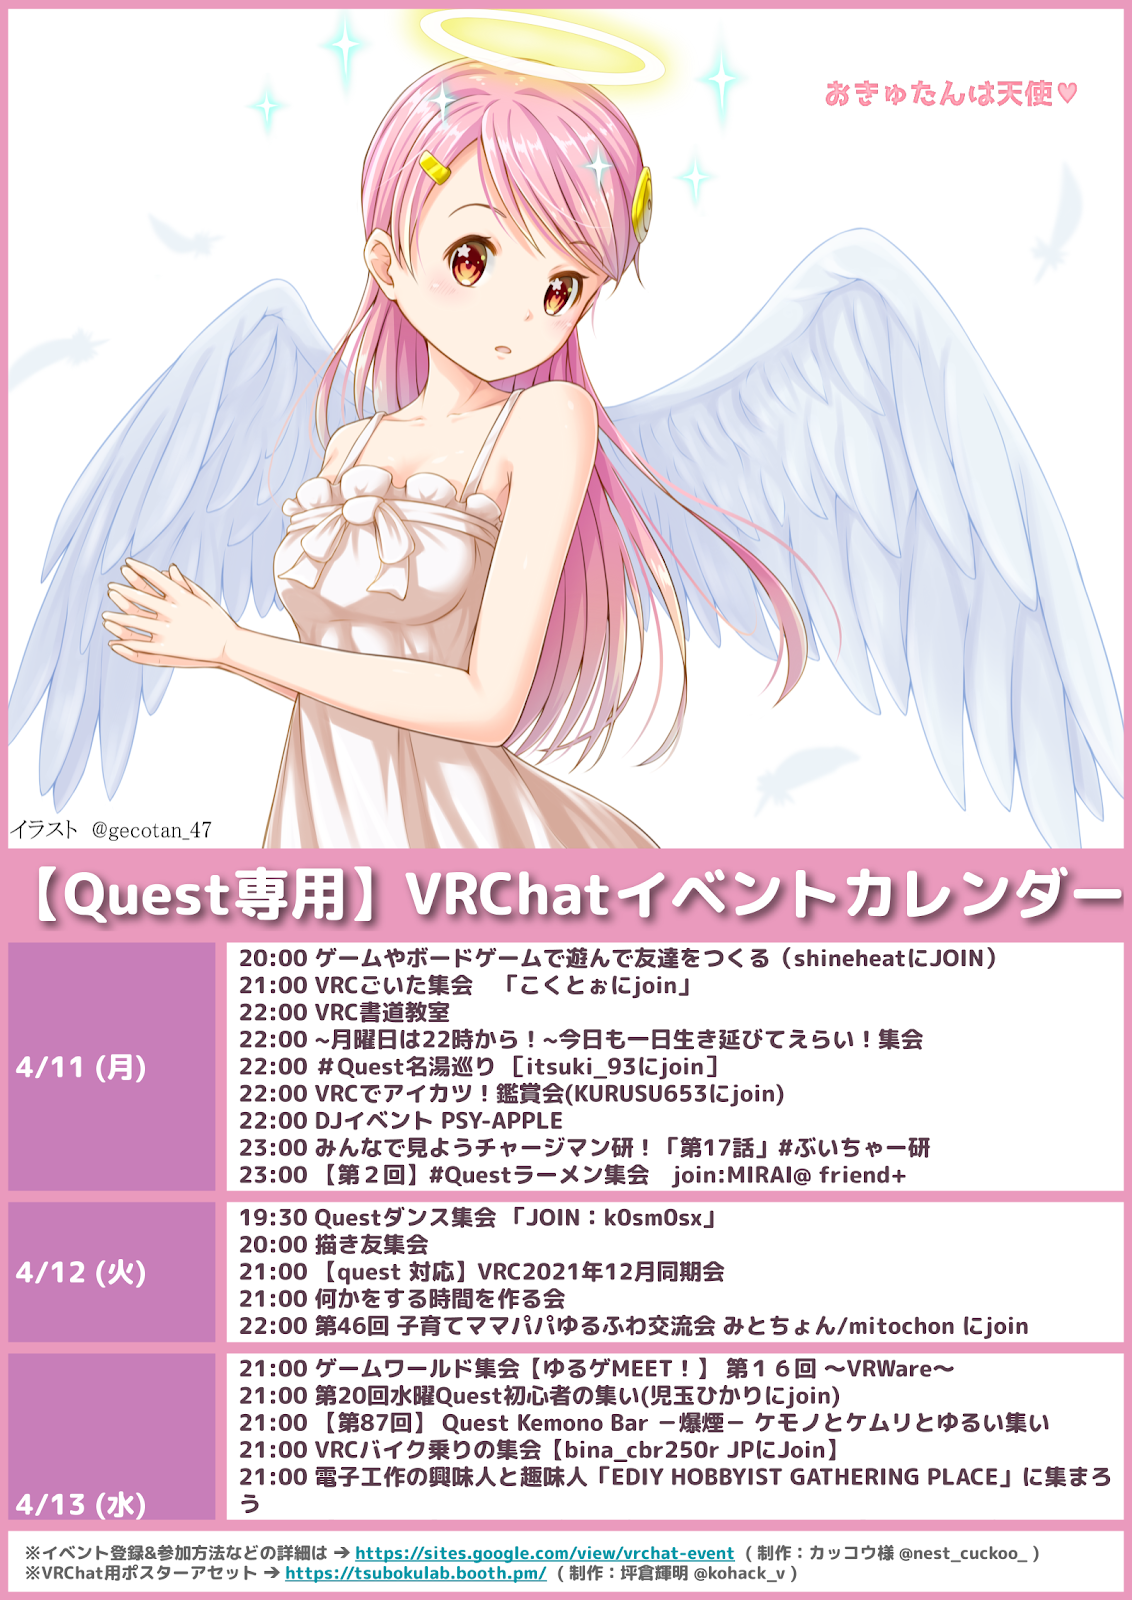 おきゅたんは天使♥
イラスト @gecotan_47
【Quest専用】VRChatイベントカレンダー
4/11 (月)
20:00 ゲームやボードゲームで遊んで友達をつくる（shineheatにJOIN）
21:00 VRCごいた集会　「こくとぉにjoin」
22:00 VRC書道教室
22:00 ~月曜日は22時から！~今日も一日生き延びてえらい！集会
22:00 ＃Quest名湯巡り［itsuki_93にjoin］
22:00 VRCでアイカツ！鑑賞会(KURUSU653にjoin)
22:00 DJイベント PSY-APPLE
23:00 みんなで見ようチャージマン研！「第17話」#ぶいちゃー研
23:00 【第２回】#Questラーメン集会　join:MIRAI@ friend+
4/12 (火)
19:30 Questダンス集会 「JOIN：k0sm0sx」
20:00 描き友集会
21:00 【quest 対応】VRC2021年12月同期会
21:00 何かをする時間を作る会
22:00 第46回 子育てママパパゆるふわ交流会 みとちょん/mitochon にjoin
4/13 (水)
21:00 ゲームワールド集会【ゆるゲMEET！】 第１６回 ～VRWare～
21:00 第20回水曜Quest初心者の集い(児玉ひかりにjoin)
21:00 【第87回】 Quest Kemono Bar －爆煙－ ケモノとケムリとゆるい集い
21:00 VRCバイク乗りの集会【bina_cbr250r JPにJoin】
21:00 電子工作の興味人と趣味人「EDIY HOBBYIST GATHERING PLACE」に集まろ
う
※イベント登録&参加方法などの詳細は → https://sites.google.com/view/vrchat-event （ 制作：カッコウ様 @nest_cuckoo_ ）
※VRChat用ポスターアセット → https://tsubokulab.booth.pm/ （ 制作：坪倉輝明 @kohack_v ）